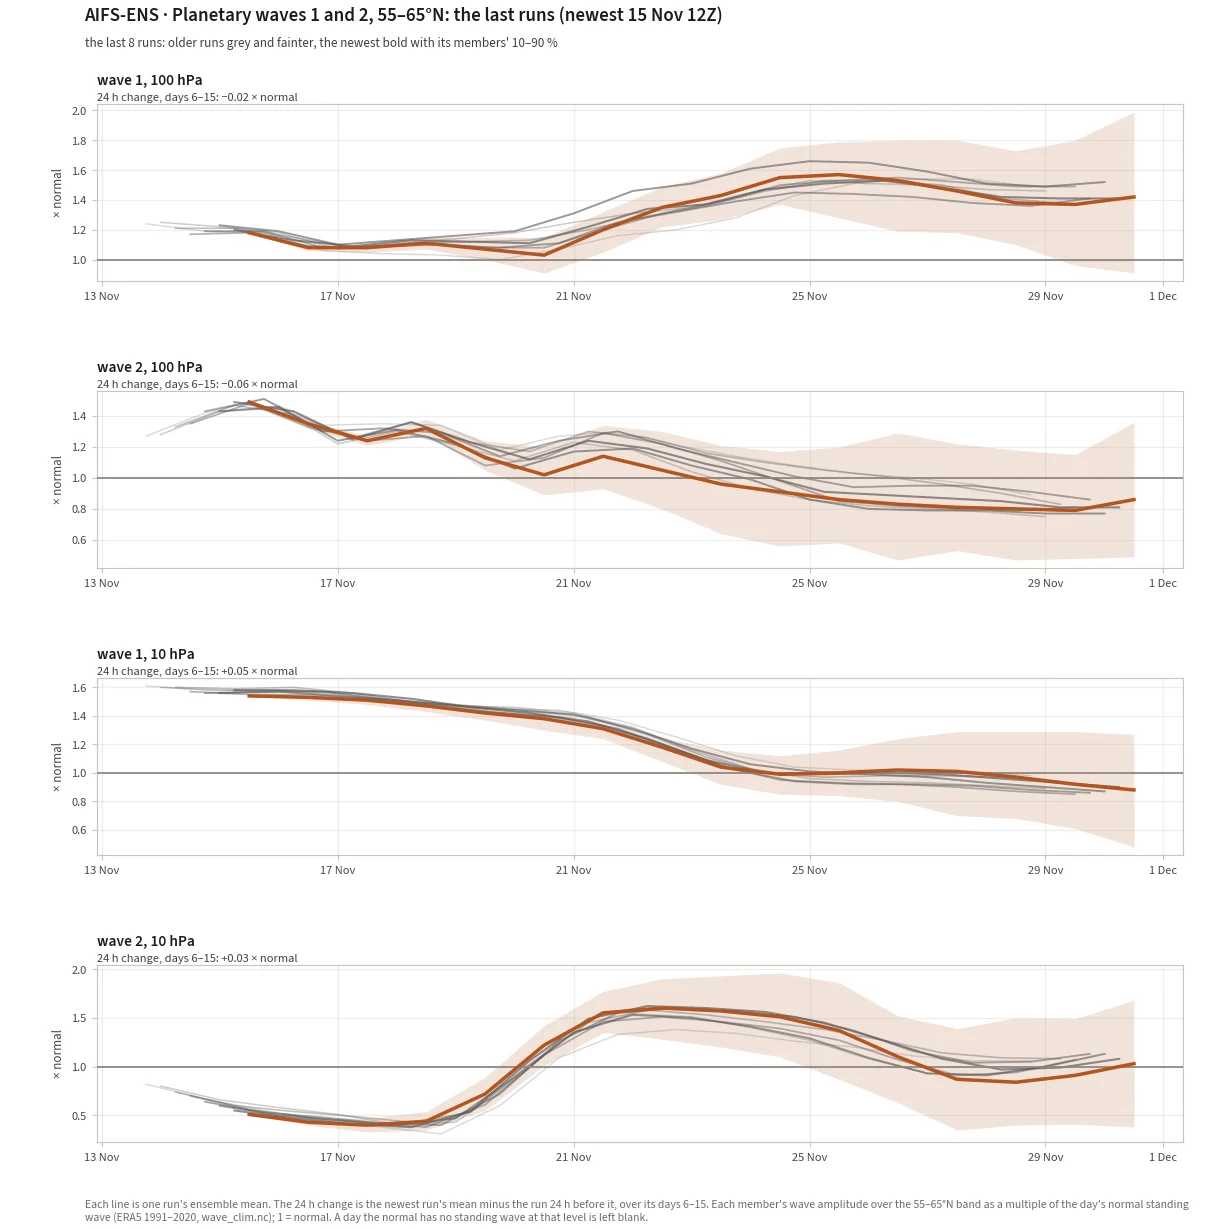 AIFS-ENS · Planetary waves 1 and 2, 55–65°N: the last runs (newest 15 Nov 12Z)
the last 8 runs: older runs grey and fainter, the newest bold with its members' 10–90 %
wave 1, 100 hPa
24 h change, days 6–15: −0.02 × normal
2.0
1.8
1.6
1.4
1.2
1.0
× normal
13 Nov 17 Nov 21 Nov 25 Nov 29 Nov 1 Dec
wave 2, 100 hPa
24 h change, days 6–15: −0.06 × normal
1.4
1.2
1.0
0.8
0.6
× normal
13 Nov 17 Nov 21 Nov 25 Nov 29 Nov 1 Dec
wave 1, 10 hPa
24 h change, days 6–15: +0.05 × normal
1.6
1.4
1.2
1.0
0.8
0.6
× normal
13 Nov 17 Nov 21 Nov 25 Nov 29 Nov 1 Dec
wave 2, 10 hPa
24 h change, days 6–15: +0.03 × normal
2.0
1.5
1.0
0.5
× normal
13 Nov 17 Nov 21 Nov 25 Nov 29 Nov 1 Dec
Each line is one run's ensemble mean. The 24 h change is the newest run's mean minus the run 24 h before it, over its days 6–15. Each member's wave amplitude over the 55–65°N band as a multiple of the day's normal standing
wave (ERA5 1991–2020, wave_clim.nc); 1 = normal. A day the normal has no standing wave at that level is left blank.